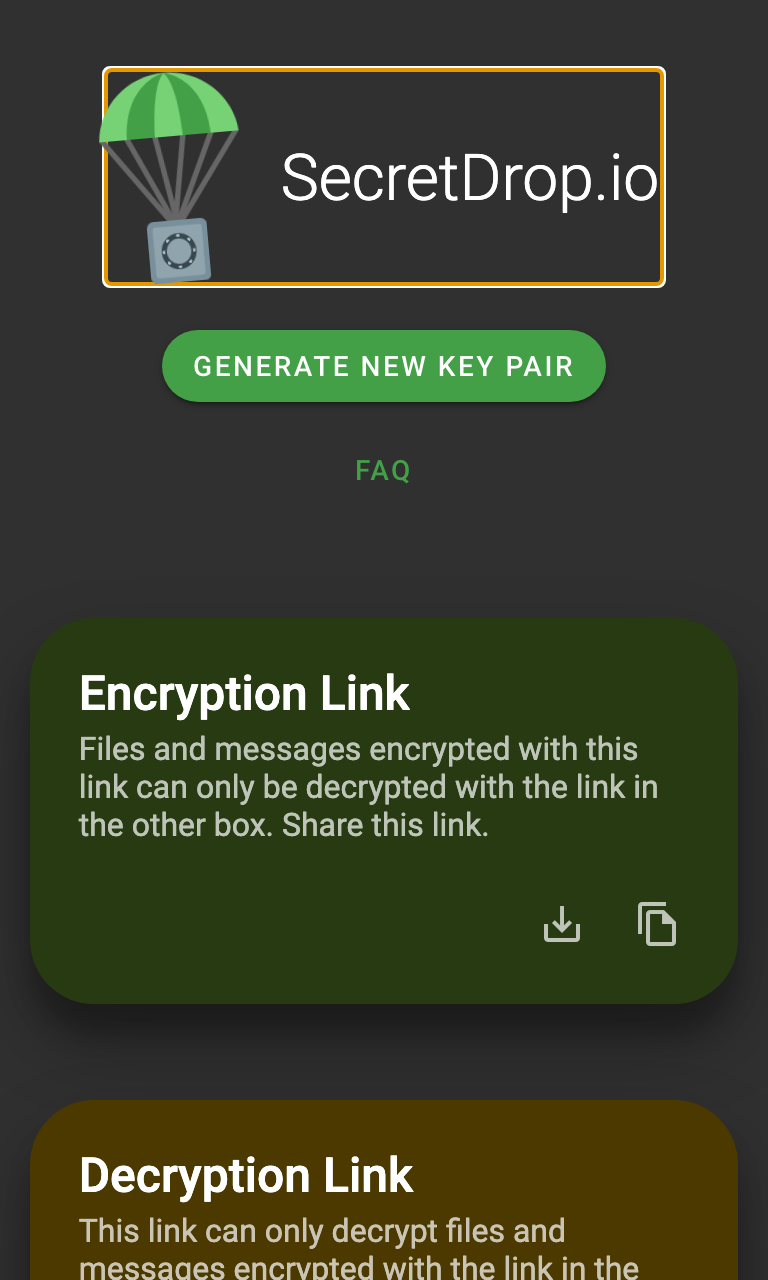 SecretDrop.io
GENERATE NEW KEY PAIR
FAQ
Encryption Link
Files and messages encrypted with this
link can only be decrypted with the link in
the other box. Share this link.
Decryption Link
This link can only decrypt files and
messages encrypted with the link in the